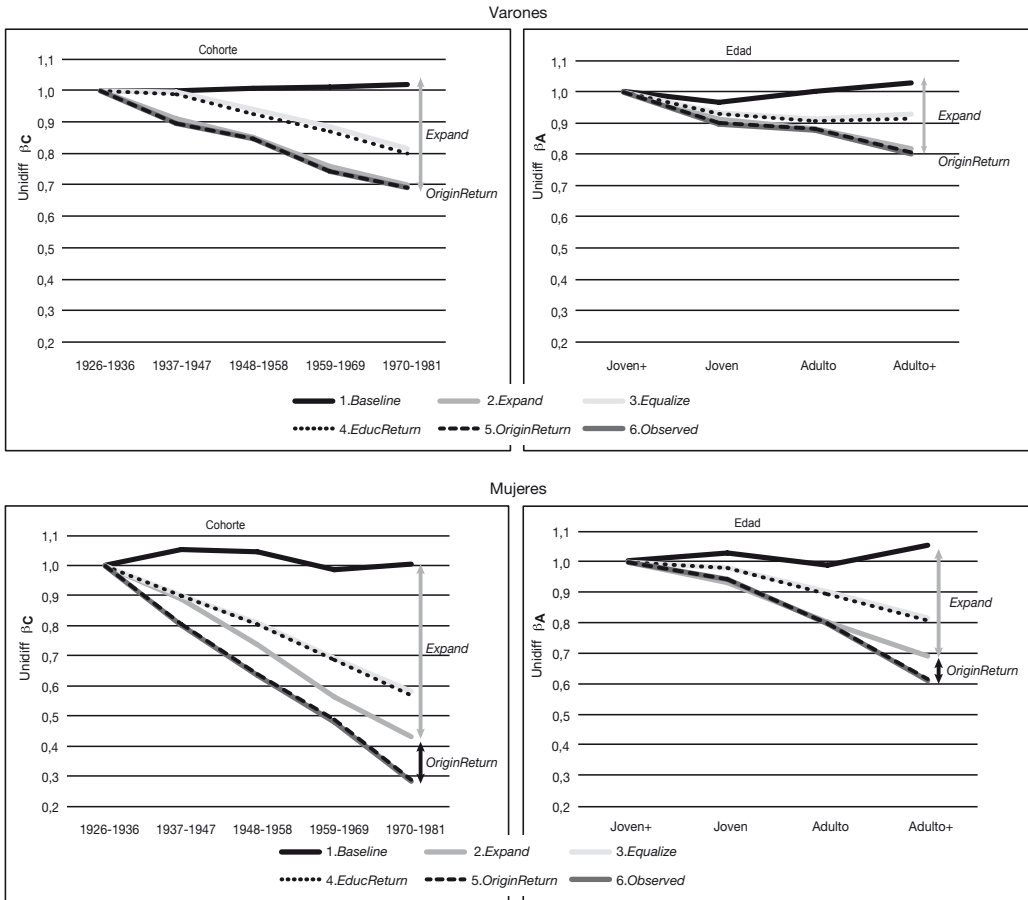 Varones
Cohorte
1,1
1,0
0,9
0,8
0,7
0,6
0,5
0,4
0,3
0,2
Unidiff βC
Expand
OriginReturn
1926-1936 1937-1947 1948-1958 1959-1969 1970-1981
Edad
1,1
1,0
0,9
0,8
0,7
0,6
0,5
0,4
0,3
0,2
Unidiff βA
Expand
OriginReturn
Joven+ Joven Adulto Adulto+
1.Baseline 2.Expand 3.Equalize
4.EducReturn 5.OriginReturn 6.Observed
Mujeres
Cohorte
1,1
1,0
0,9
0,8
0,7
0,6
0,5
0,4
0,3
0,2
Unidiff βC
Expand
OriginReturn
1926-1936 1937-1947 1948-1958 1959-1969 1970-1981
Edad
1,1
1,0
0,9
0,8
0,7
0,6
0,5
0,4
0,3
0,2
Unidiff βA
Expand
OriginReturn
Joven+ Joven Adulto Adulto+
1.Baseline 2.Expand 3.Equalize
4.EducReturn 5.OriginReturn 6.Observed